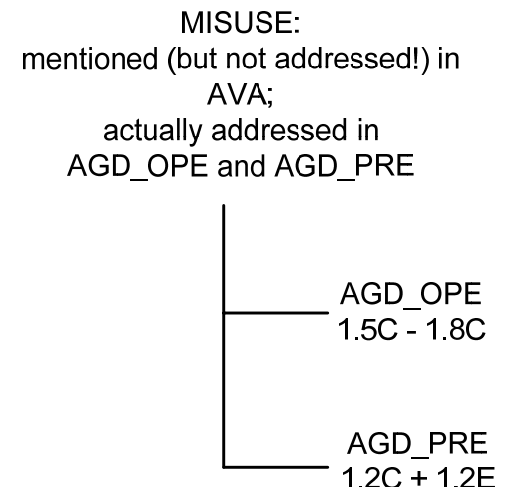 MISUSE:
mentioned (but not addressed!) in
AVA;
actually addressed in
AGD_OPE and AGD_PRE
AGD_OPE
1.5C - 1.8C
AGD_PRE
1.2C + 1.2E